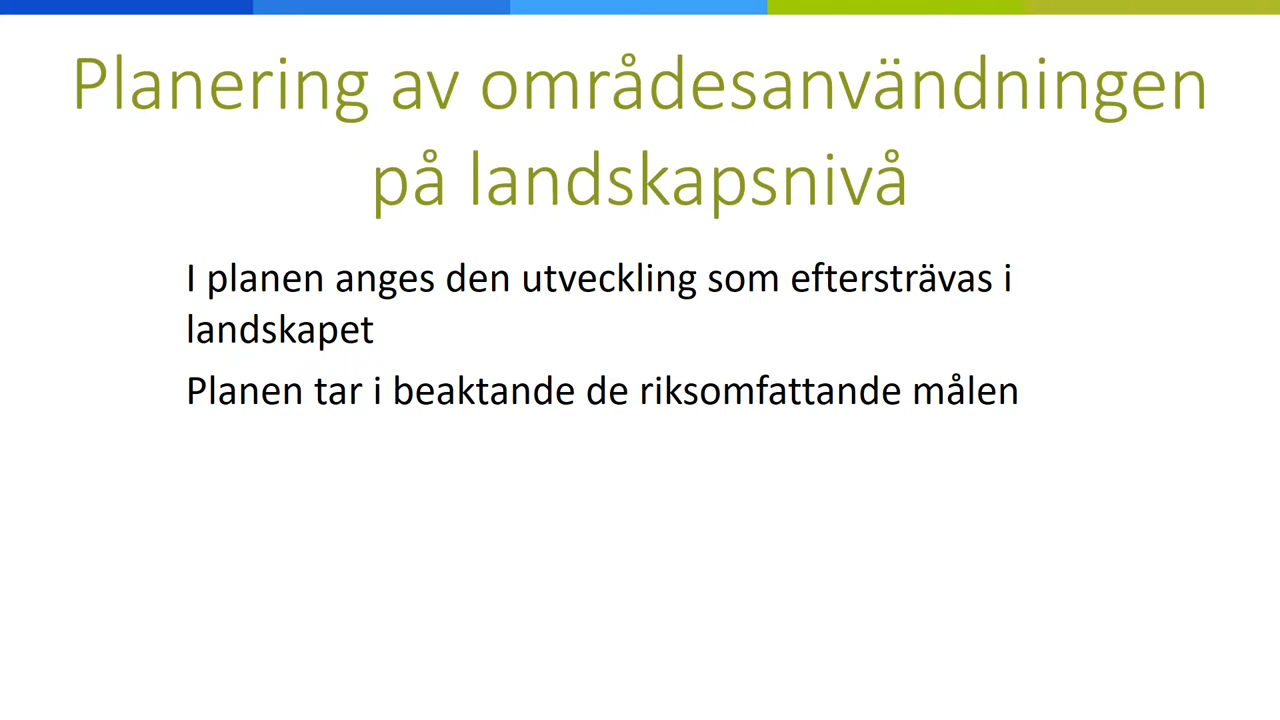 Planering av områdesanvändningen
på landskapsnivå
I planen anges den utveckling som eftersträvas i
landskapet
Planen tar i beaktande de riksomfattande målen